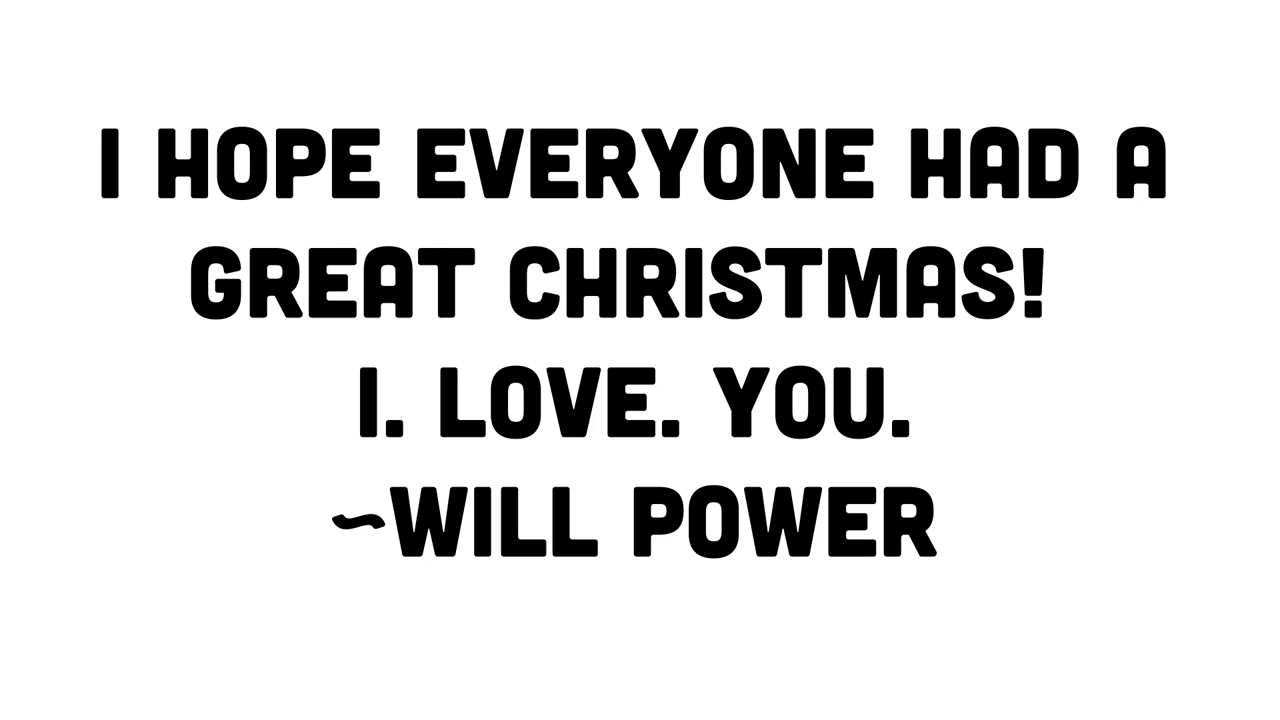 I HOPE EVERYONE HAD A
GREAT CHRISTMAS!
I. LOVE. YOU.
~WILL POWER